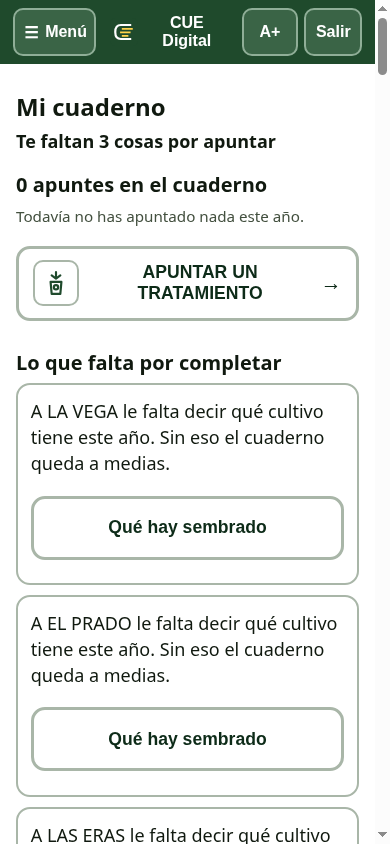 ☰ Menú
CUE
Digital
A+
Salir
Mi cuaderno
Te faltan 3 cosas por apuntar
0 apuntes en el cuaderno
Todavía no has apuntado nada este año.
APUNTAR UN
TRATAMIENTO
→
Lo que falta por completar
A LA VEGA le falta decir qué cultivo
tiene este año. Sin eso el cuaderno
queda a medias.
Qué hay sembrado
A EL PRADO le falta decir qué cultivo
tiene este año. Sin eso el cuaderno
queda a medias.
Qué hay sembrado
A LAS ERAS le falta decir qué cultivo